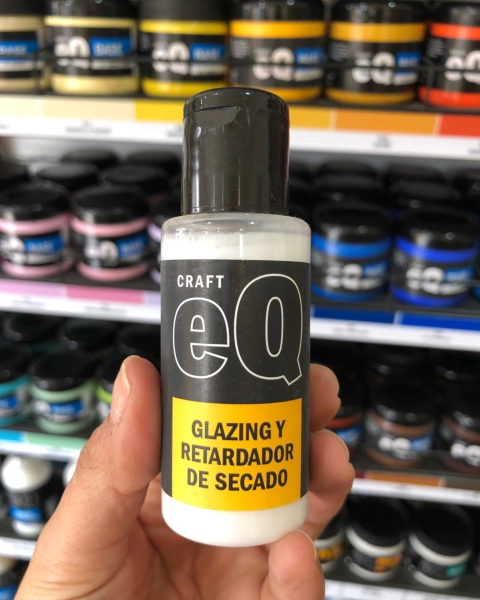 CRAFT
eQ
GLAZING Y
RETARDADOR
DE SECADO